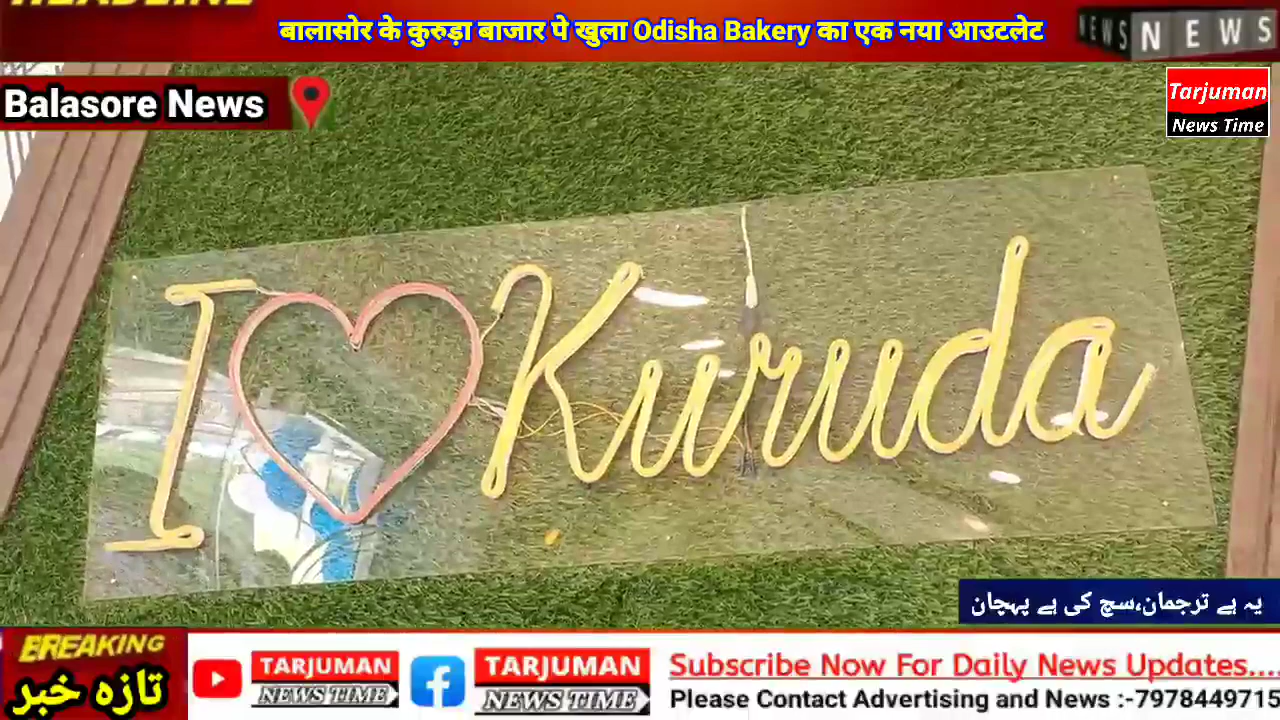 HEADLINE
बालासोर के कुरुड़ा बाजार पे खुला Odisha Bakery का एक नया आउटलेट
NEWS NEWS
Balasore News
Tarjuman
News Time
I Kuruda
یہ ہے ترجمان،سچ کی ہے پہچان
BREAKING
تازہ خبر
TARJUMAN
NEWS TIME
TARJUMAN
NEWS TIME
Subscribe Now For Daily News Updates....
Please Contact Advertising and News :-7978449715